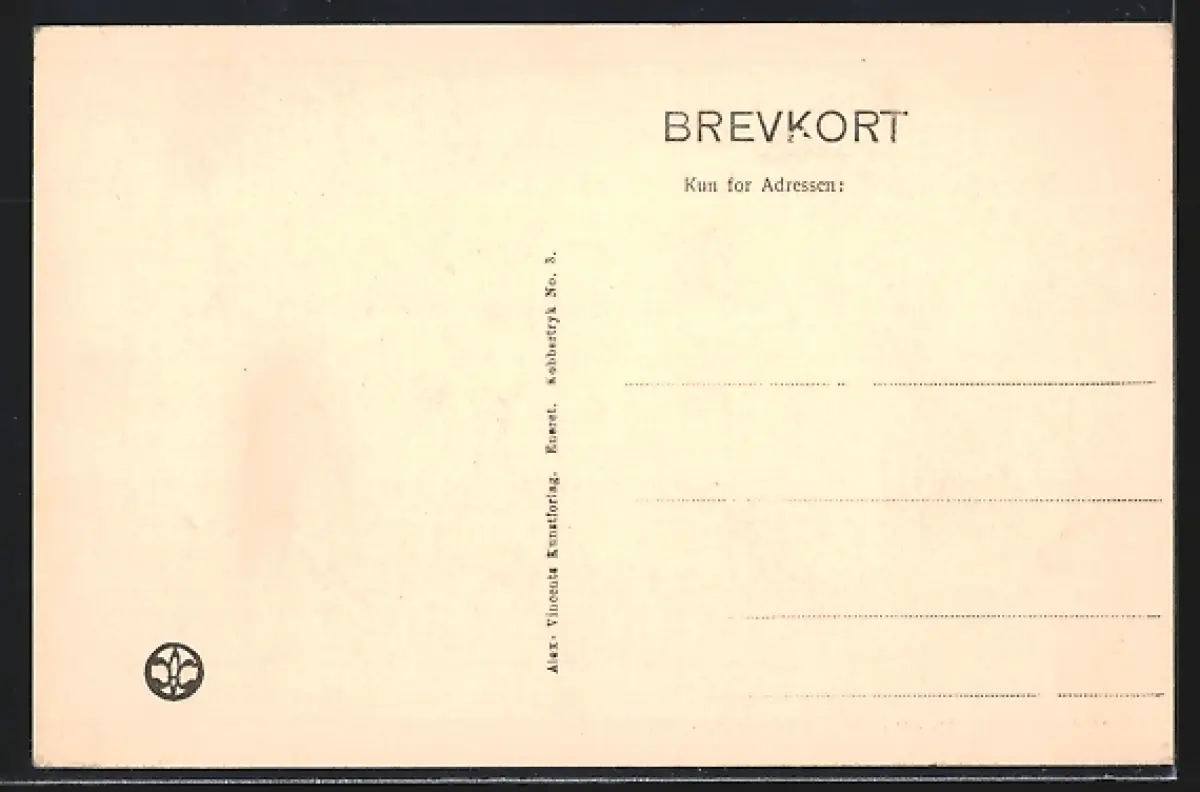 BREVKORT
Kun for Adressen:
Alex. Vincents Kunstforlag. Eneret. Kobbertryk No. 3.